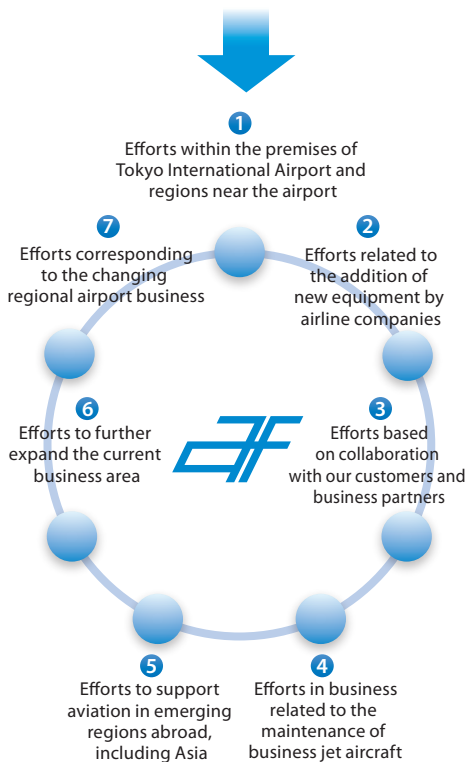 1
Efforts within the premises of
Tokyo International Airport and
regions near the airport
2
Efforts related to
the addition of
new equipment by
airline companies
3
Efforts based
on collaboration
with our customers and
business partners
4
Efforts in business
related to the
maintenance of
business jet aircraft
5
Efforts to support
aviation in emerging
regions abroad,
including Asia
6
Efforts to further
expand the current
business area
7
Efforts corresponding
to the changing
regional airport business